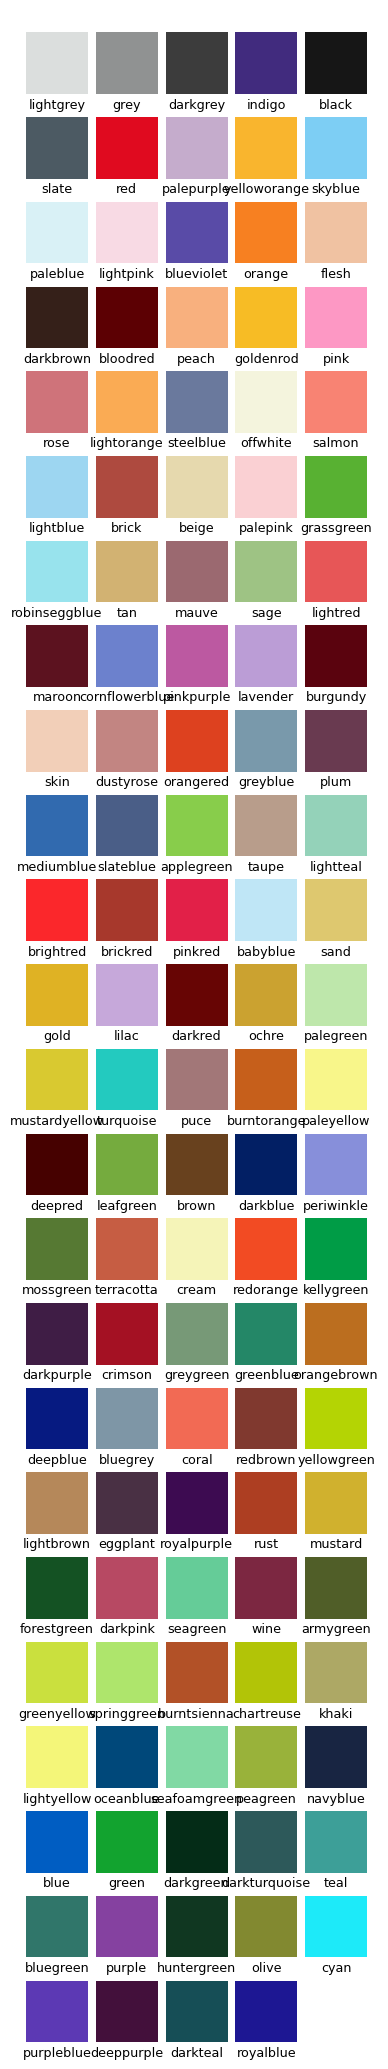 lightgrey grey darkgrey indigo black
slate red palepurple yelloworange skyblue
paleblue lightpink blueviolet orange flesh
darkbrown bloodred peach goldenrod pink
rose lightorange steelblue offwhite salmon
lightblue brick beige palepink grassgreen
robinseggblue tan mauve sage lightred
maroon cornflowerblue pinkpurple lavender burgundy
skin dustyrose orangered greyblue plum
mediumblue slateblue applegreen taupe lightteal
brightred brickred pinkred babyblue sand
gold lilac darkred ochre palegreen
mustardyellow turquoise puce burntorange paleyellow
deepred leafgreen brown darkblue periwinkle
mossgreen terracotta cream redorange kellygreen
darkpurple crimson greygreen greenblue orangebrown
deepblue bluegrey coral redbrown yellowgreen
lightbrown eggplant royalpurple rust mustard
forestgreen darkpink seagreen wine armygreen
greenyellow springgreen burntsienna chartreuse khaki
lightyellow oceanblue seafoamgreen peagreen navyblue
blue green darkgreen darkturquoise teal
bluegreen purple huntergreen olive cyan
purpleblue deeppurple darkteal royalblue